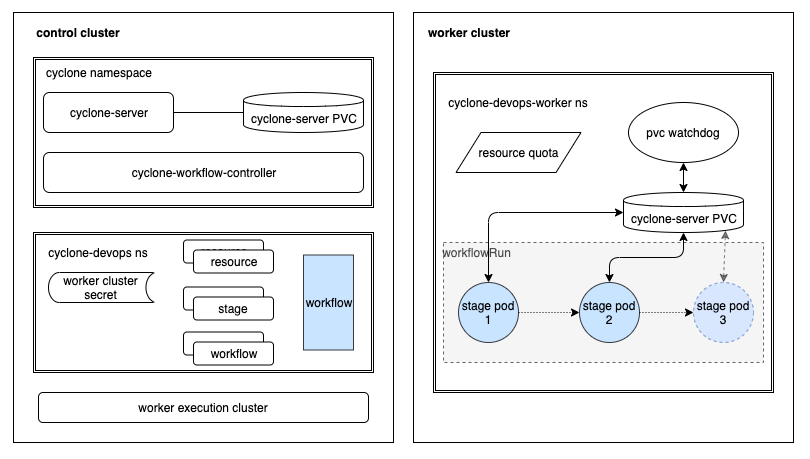 control cluster
cyclone namespace
cyclone-server
cyclone-server PVC
cyclone-workflow-controller
cyclone-devops ns
worker cluster
secret
resource
stage
workflow
workflow
worker execution cluster
worker cluster
cyclone-devops-worker ns
resource quota
pvc watchdog
cyclone-server PVC
workflowRun
stage pod
1
stage pod
2
stage pod
3